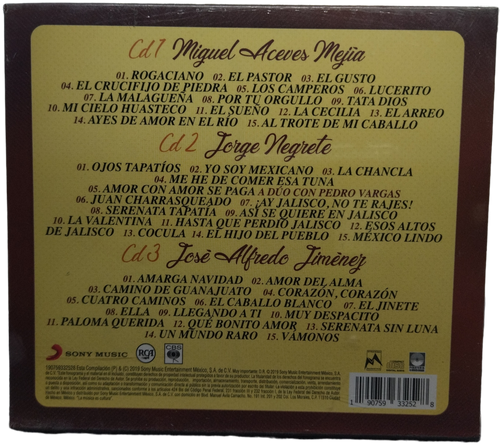 Cd 1 Miguel Aceves Mejía
01. ROGACIANO 02. EL PASTOR 03. EL GUSTO
04. EL CRUCIFIJO DE PIEDRA 05. LOS CAMPEROS 06. LUCERITO
07. LA MALAGUEÑA 08. POR TU ORGULLO 09. TATA DIOS
10. MI CIELO HUASTECO 11. EL SUEÑO 12. LA CECILIA 13. EL ARREO
14. AYES DE AMOR EN EL RÍO 15. AL TROTE DE MI CABALLO
Cd 2 Jorge Negrete
01. OJOS TAPATÍOS 02. YO SOY MEXICANO 03. LA CHANCLA
04. ME HE DE COMER ESA TUNA
05. AMOR CON AMOR SE PAGA A DÚO CON PEDRO VARGAS
06. JUAN CHARRASQUEADO 07. ¡AY JALISCO, NO TE RAJES!
08. SERENATA TAPATÍA 09. ASÍ SE QUIERE EN JALISCO
10. LA VALENTINA 11. HASTA QUE PERDIÓ JALISCO 12. ESOS ALTOS
DE JALISCO 13. COCULA 14. EL HIJO DEL PUEBLO 15. MÉXICO LINDO
Cd 3 José Alfredo Jiménez
01. AMARGA NAVIDAD 02. AMOR DEL ALMA
03. CAMINO DE GUANAJUATO 04. CORAZÓN, CORAZÓN
05. CUATRO CAMINOS 06. EL CABALLO BLANCO 07. EL JINETE
08. ELLA 09. LLEGANDO A TI 10. MUY DESPACITO
11. PALOMA QUERIDA 12. QUÉ BONITO AMOR 13. SERENATA SIN LUNA
14. UN MUNDO RARO 15. VAMONOS
SONY MUSIC RCA CBS
1 90759 33252 8